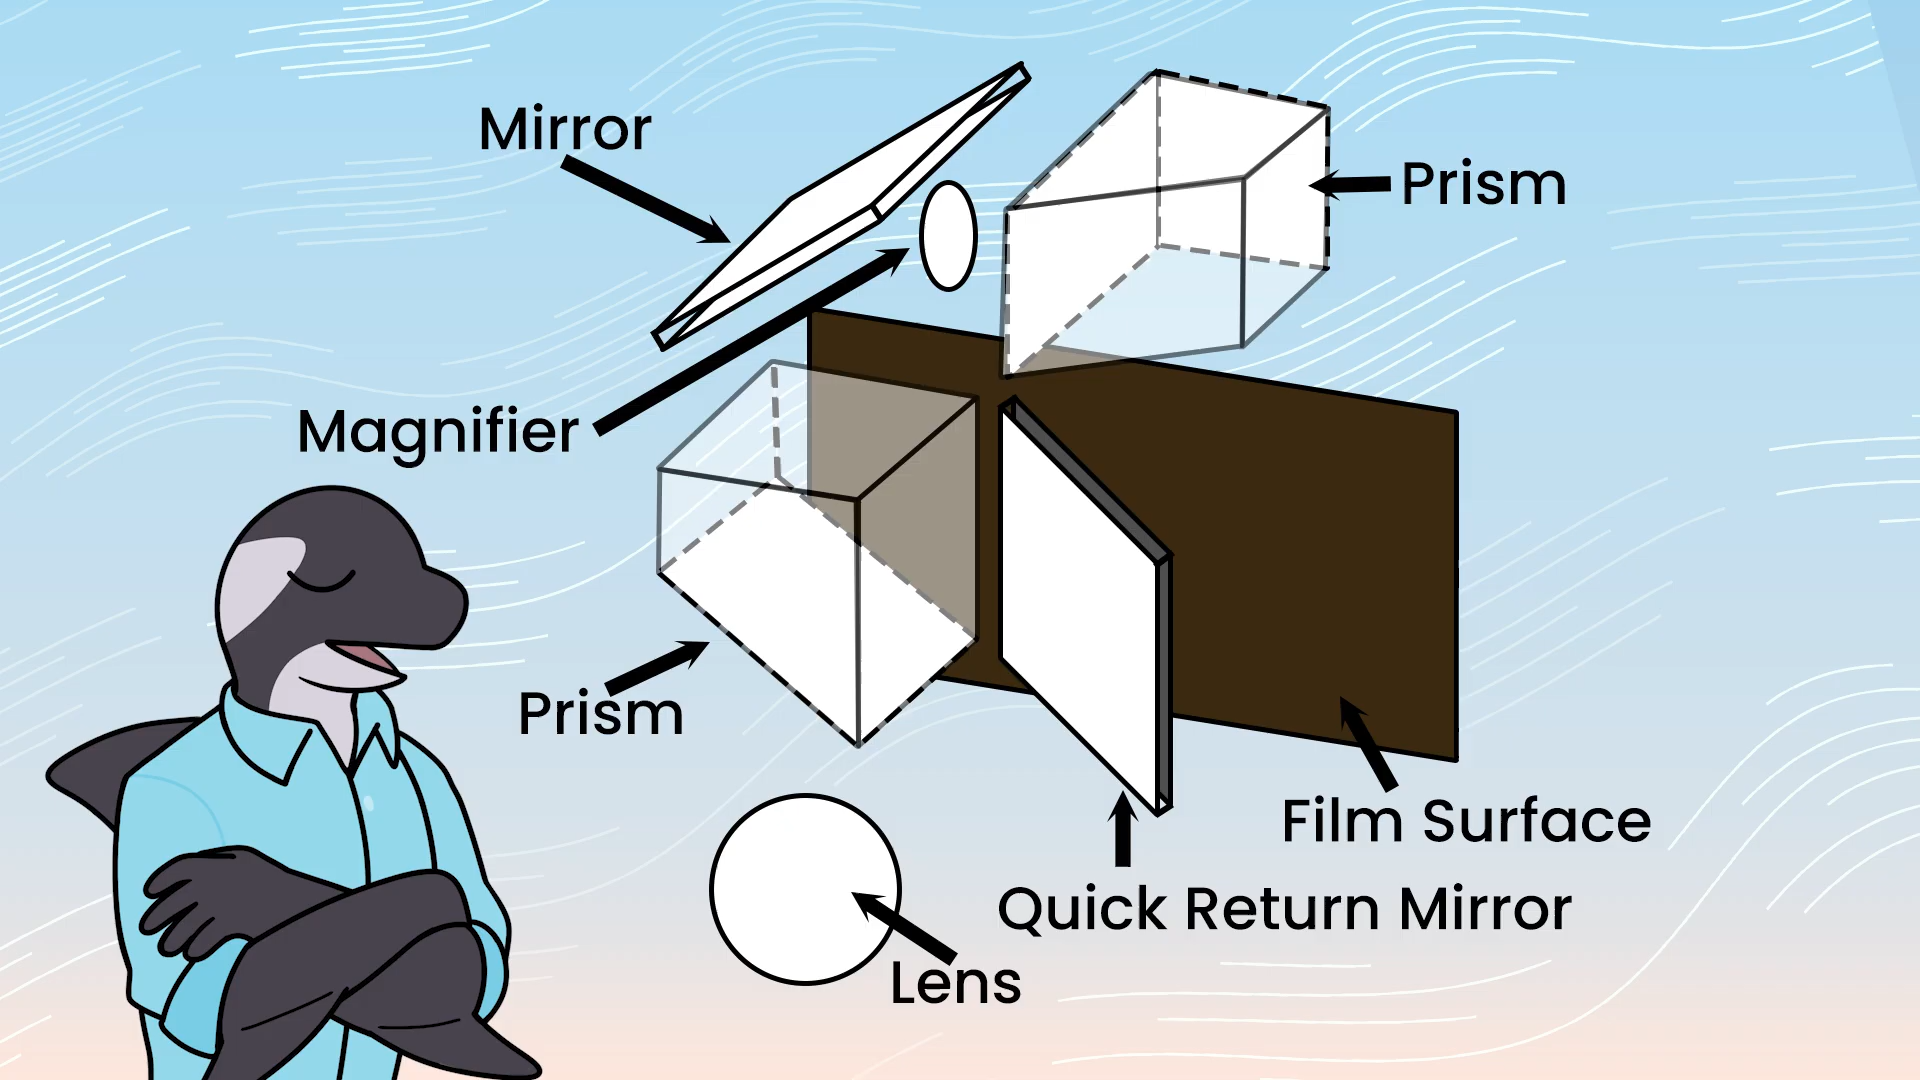 Mirror
Prism
Magnifier
Prism
Film Surface
Quick Return Mirror
Lens